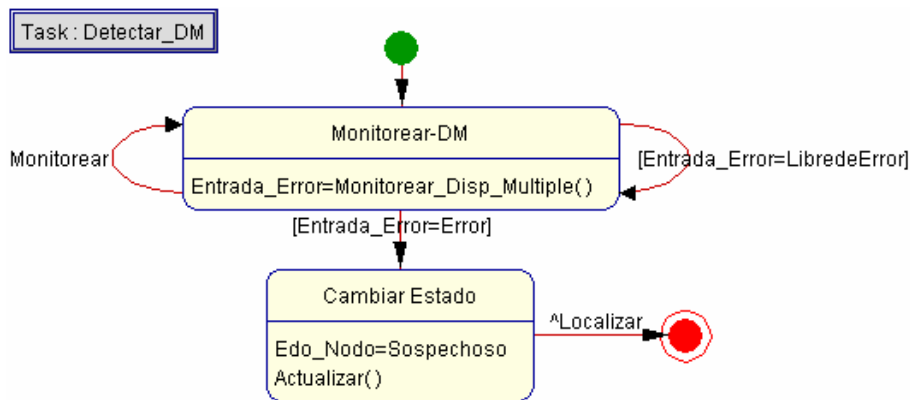 Task : Detectar_DM
Monitorear-DM
Monitorear
[Entrada_Error=LibredeError]
Entrada_Error=Monitorear_Disp_Multiple()
[Entrada_Error=Error]
Cambiar Estado
^Localizar
Edo_Nodo=Sospechoso
Actualizar()